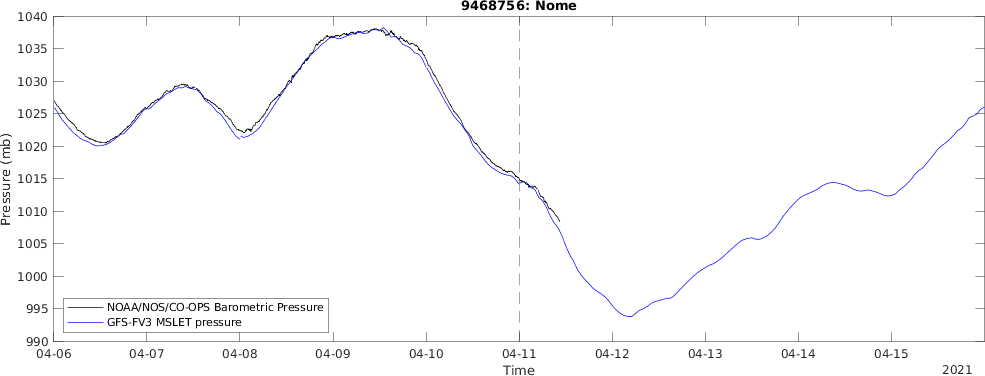 9468756: Nome
1040
1035
1030
1025
1020
1015
1010
1005
1000
995
990
Pressure (mb)
NOAA/NOS/CO-OPS Barometric Pressure
GFS-FV3 MSLET pressure
04-06 04-07 04-08 04-09 04-10 04-11 04-12 04-13 04-14 04-15
Time
2021